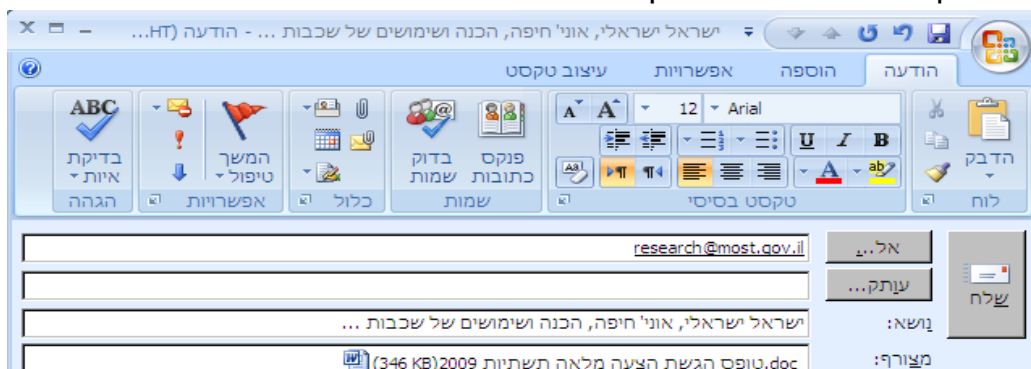 ישראל ישראלי, אוני' חיפה, הכנה ושימושים של שכבות ... - הודעה (HT...
הודעה הוספה אפשרויות עיצוב טקסט
הדבק
לוח
Arial 12
B I U
טקסט בסיסי
פנקס כתובות
בדוק שמות
שמות
כלול
המשך טיפול
אפשרויות
ABC
בדיקת איות
הגהה
אל...
research@most.gov.il
עותק...
שלח
נושא:
ישראל ישראלי, אוני' חיפה, הכנה ושימושים של שכבות ...
מצורף:
טופס הגשת הצעה מלאה תשתיות 2009.doc (346 KB)